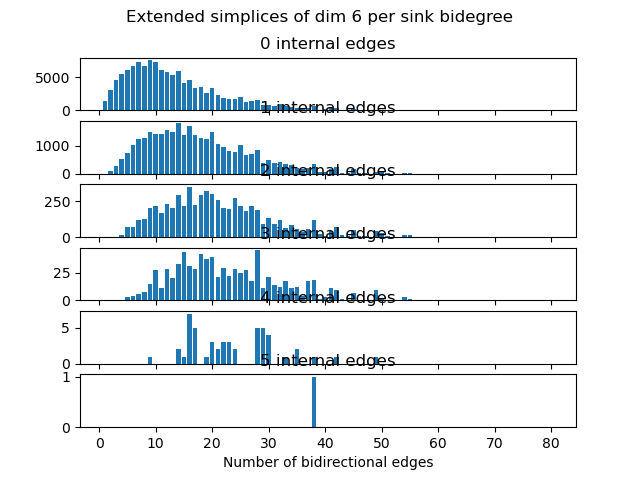 Extended simplices of dim 6 per sink bidegree
0 internal edges
5000
0
1 internal edges
1000
0
2 internal edges
250
0
3 internal edges
25
0
4 internal edges
5
0
5 internal edges
1
0
0 10 20 30 40 50 60 70 80
Number of bidirectional edges